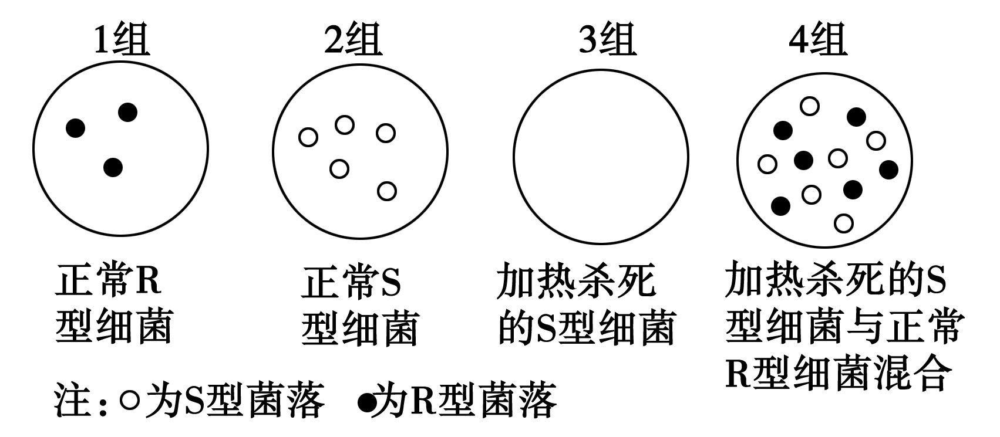 1组
2组
3组
4组
正常R
型细菌
正常S
型细菌
加热杀死
的S型细菌
加热杀死的S
型细菌与正常
R型细菌混合
注:○为S型菌落 ●为R型菌落